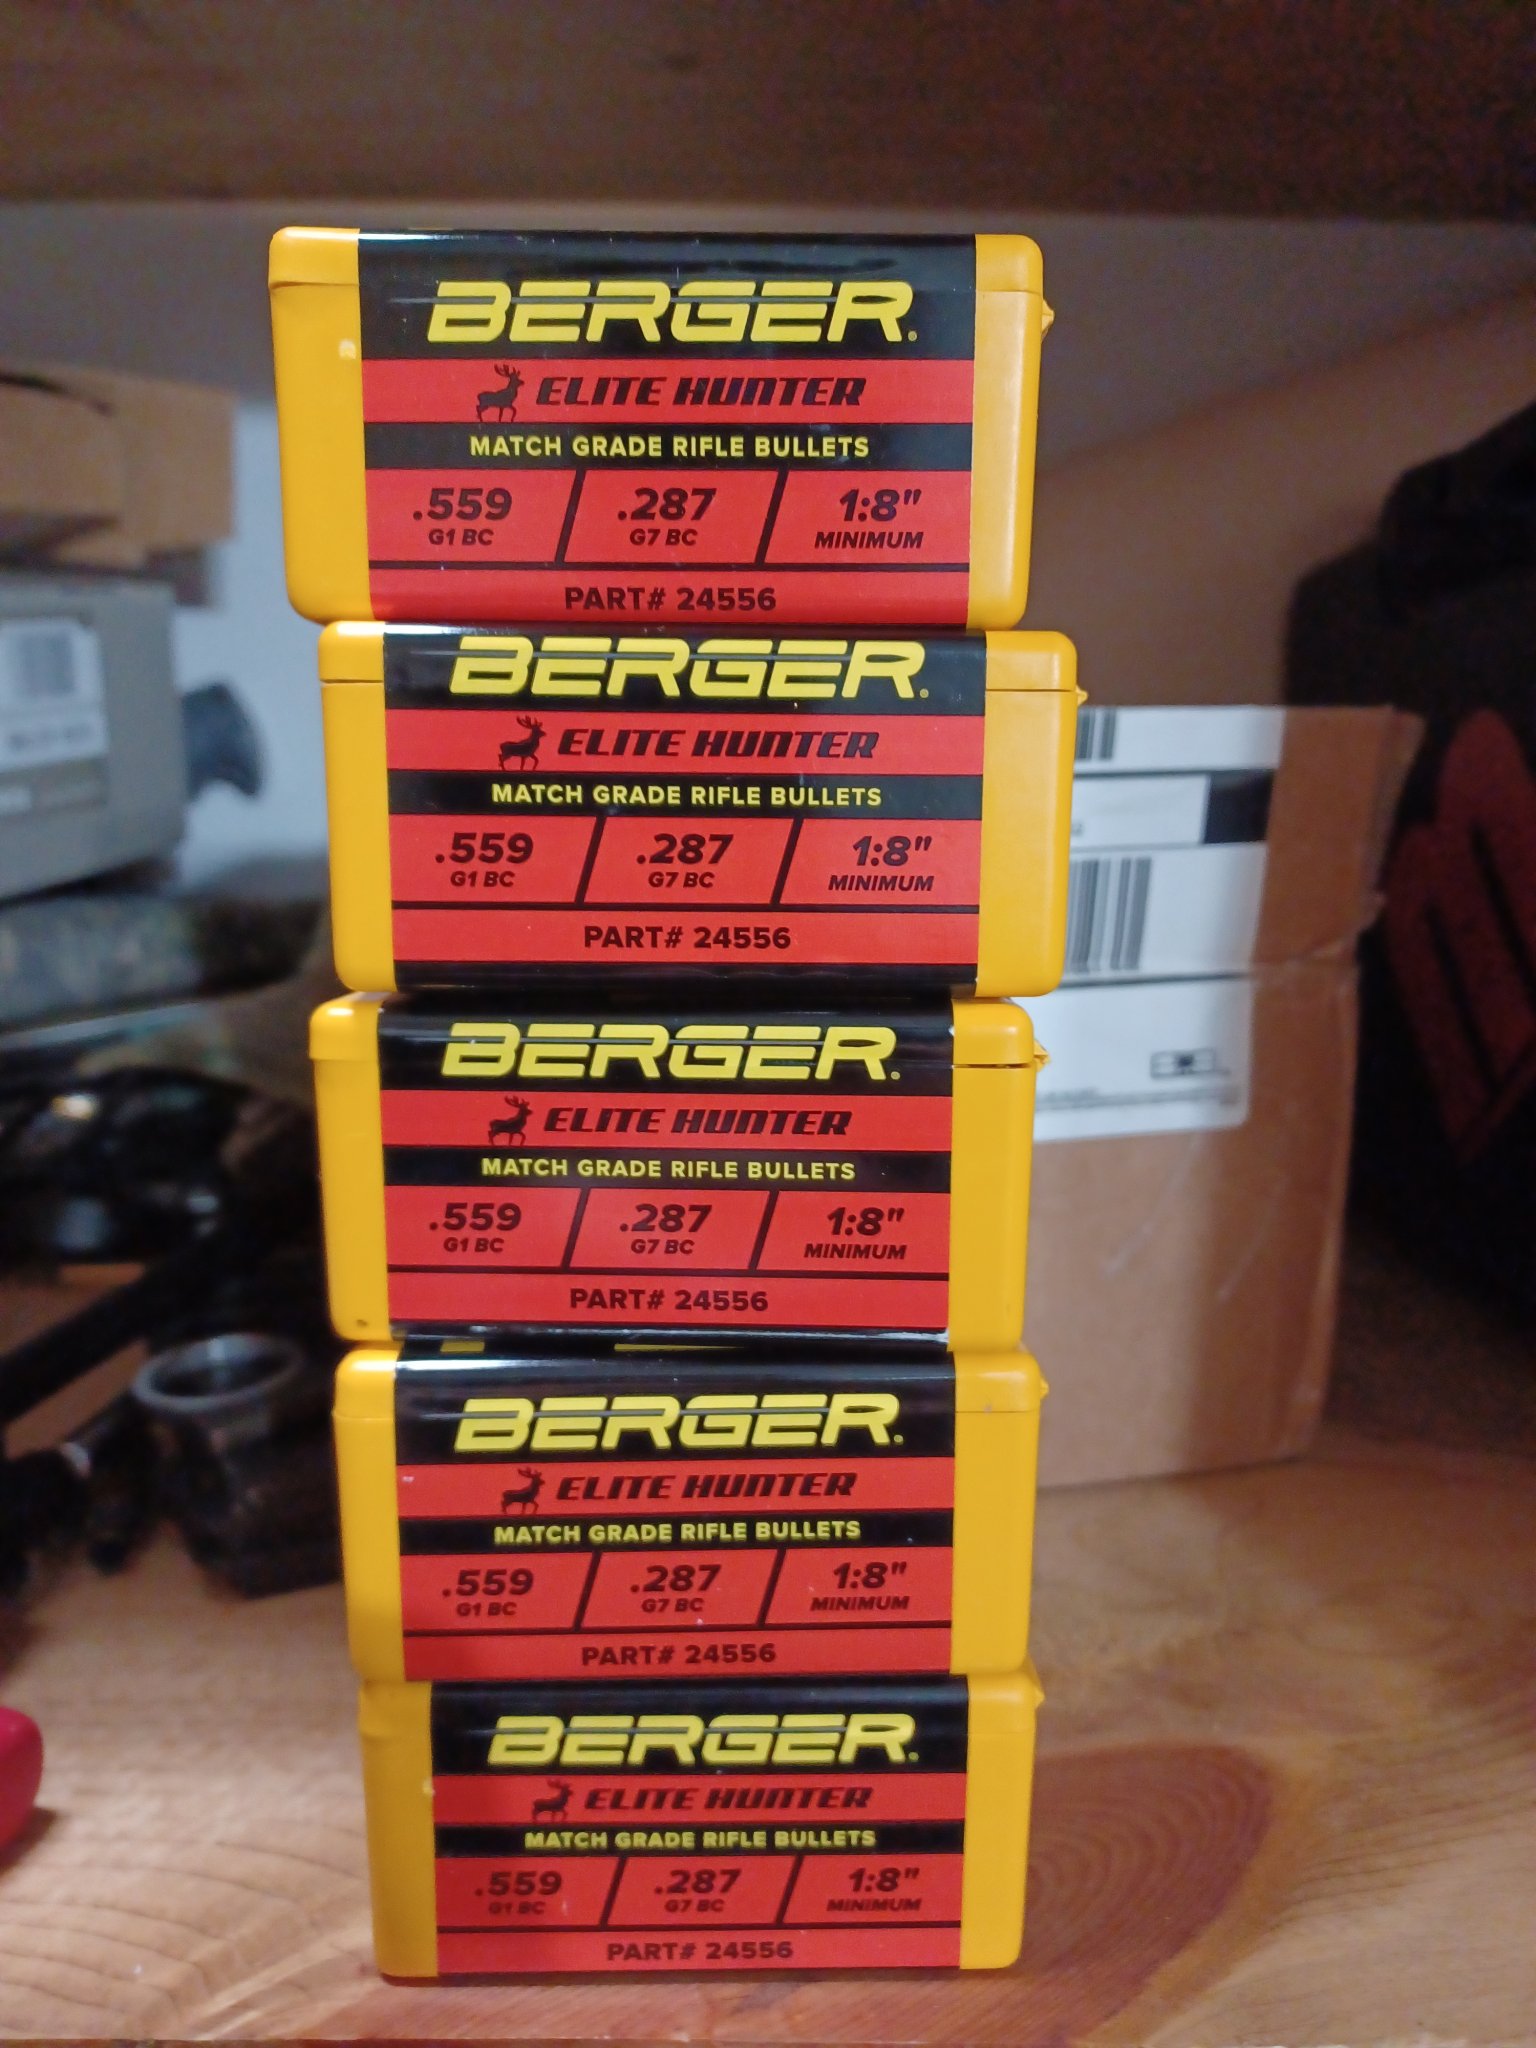 BERGER.
ELITE HUNTER
MATCH GRADE RIFLE BULLETS
.559 .287 1:8"
G1 BC G7 BC MINIMUM
PART# 24556
BERGER.
ELITE HUNTER
MATCH GRADE RIFLE BULLETS
.559 .287 1:8"
G1 BC G7 BC MINIMUM
PART# 24556
BERGER.
ELITE HUNTER
MATCH GRADE RIFLE BULLETS
.559 .287 1:8"
G1 BC G7 BC MINIMUM
PART# 24556
BERGER.
ELITE HUNTER
MATCH GRADE RIFLE BULLETS
.559 .287 1:8"
G1 BC G7 BC MINIMUM
PART# 24556
BERGER.
ELITE HUNTER
MATCH GRADE RIFLE BULLETS
.559 .287 1:8"
G1 BC G7 BC MINIMUM
PART# 24556